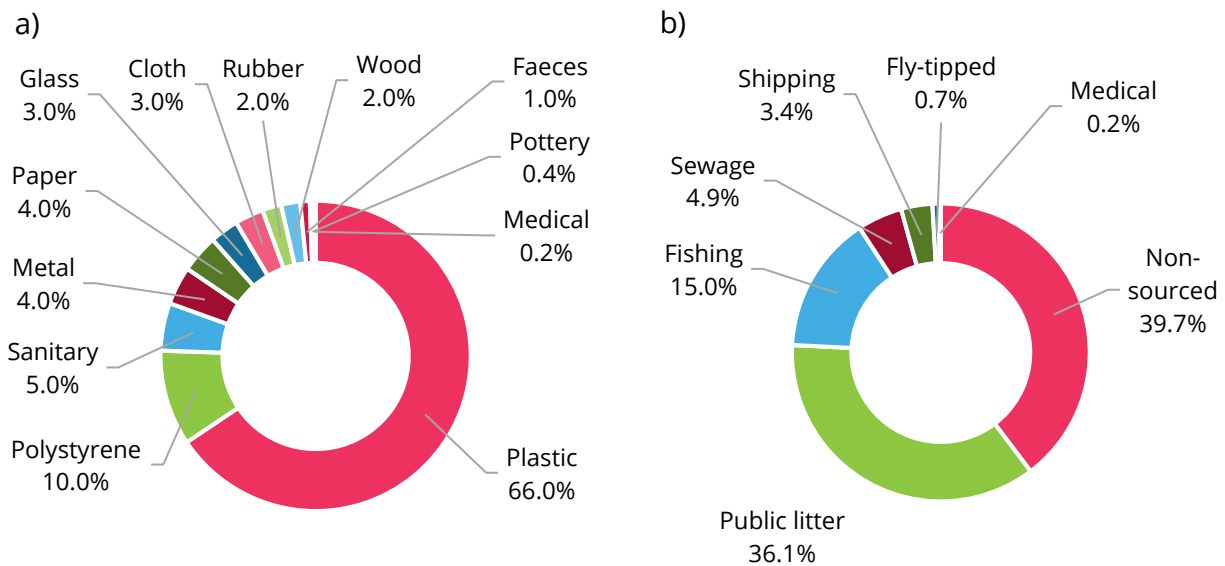 a)
Glass
3.0%
Cloth
3.0%
Rubber
2.0%
Wood
2.0%
Faeces
1.0%
Pottery
0.4%
Medical
0.2%
Paper
4.0%
Metal
4.0%
Sanitary
5.0%
Polystyrene
10.0%
Plastic
66.0%
b)
Shipping
3.4%
Fly-tipped
0.7%
Medical
0.2%
Sewage
4.9%
Fishing
15.0%
Non-
sourced
39.7%
Public litter
36.1%